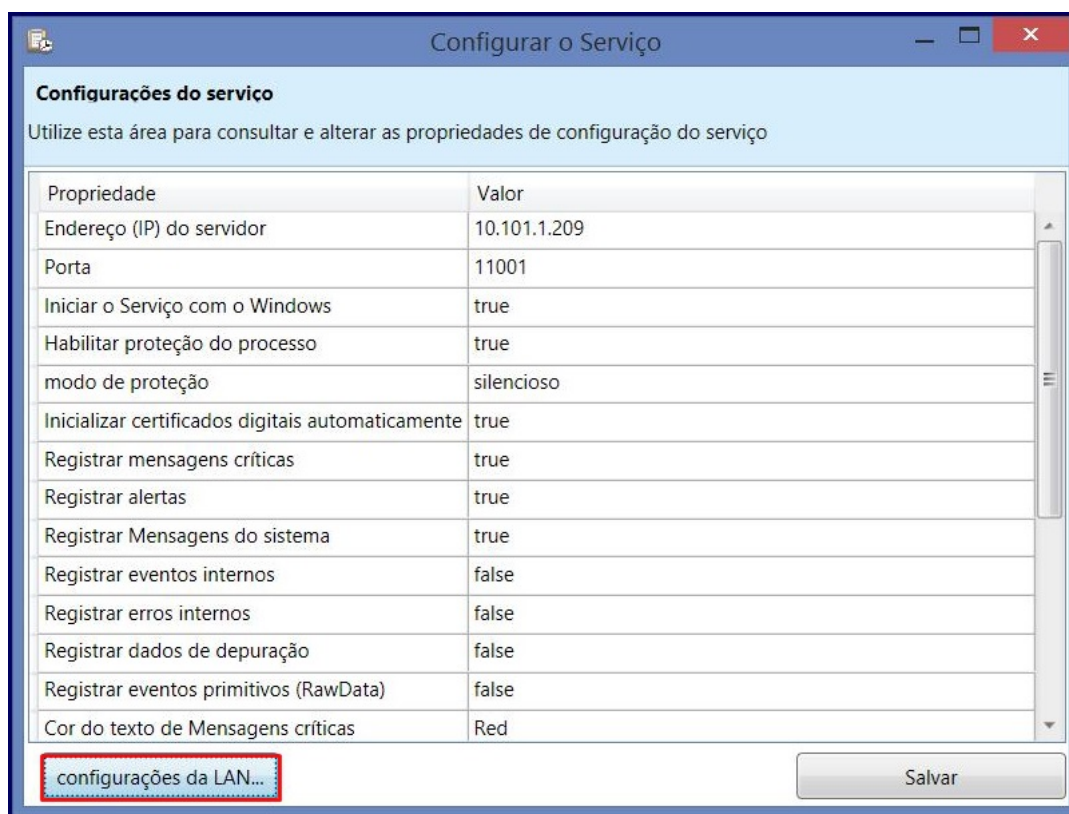 Configurar o Serviço
Configurações do serviço
Utilize esta área para consultar e alterar as propriedades de configuração do serviço
Propriedade Valor
Endereço (IP) do servidor 10.101.1.209
Porta 11001
Iniciar o Serviço com o Windows true
Habilitar proteção do processo true
modo de proteção silencioso
Inicializar certificados digitais automaticamente true
Registrar mensagens críticas true
Registrar alertas true
Registrar Mensagens do sistema true
Registrar eventos internos false
Registrar erros internos false
Registrar dados de depuração false
Registrar eventos primitivos (RawData) false
Cor do texto de Mensagens críticas Red
configurações da LAN... Salvar